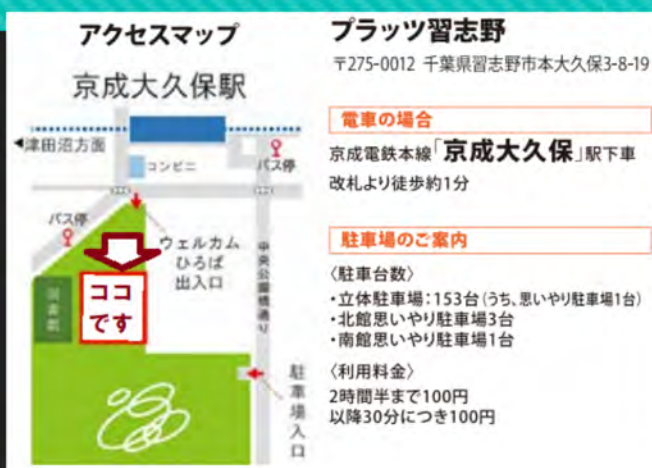 アクセスマップ
京成大久保駅
◀津田沼方面
コンビニ
バス停
バス停
ウェルカム
ひろば
出入口
ココ
です
図書館
中央公園横通り
駐車場入口
プラッツ習志野
〒275-0012 千葉県習志野市本大久保3-8-19
電車の場合
京成電鉄本線「京成大久保」駅下車
改札より徒歩約1分
駐車場のご案内
〈駐車台数〉
・立体駐車場：153台(うち、思いやり駐車場1台)
・北館思いやり駐車場3台
・南館思いやり駐車場1台
〈利用料金〉
2時間半まで100円
以降30分につき100円